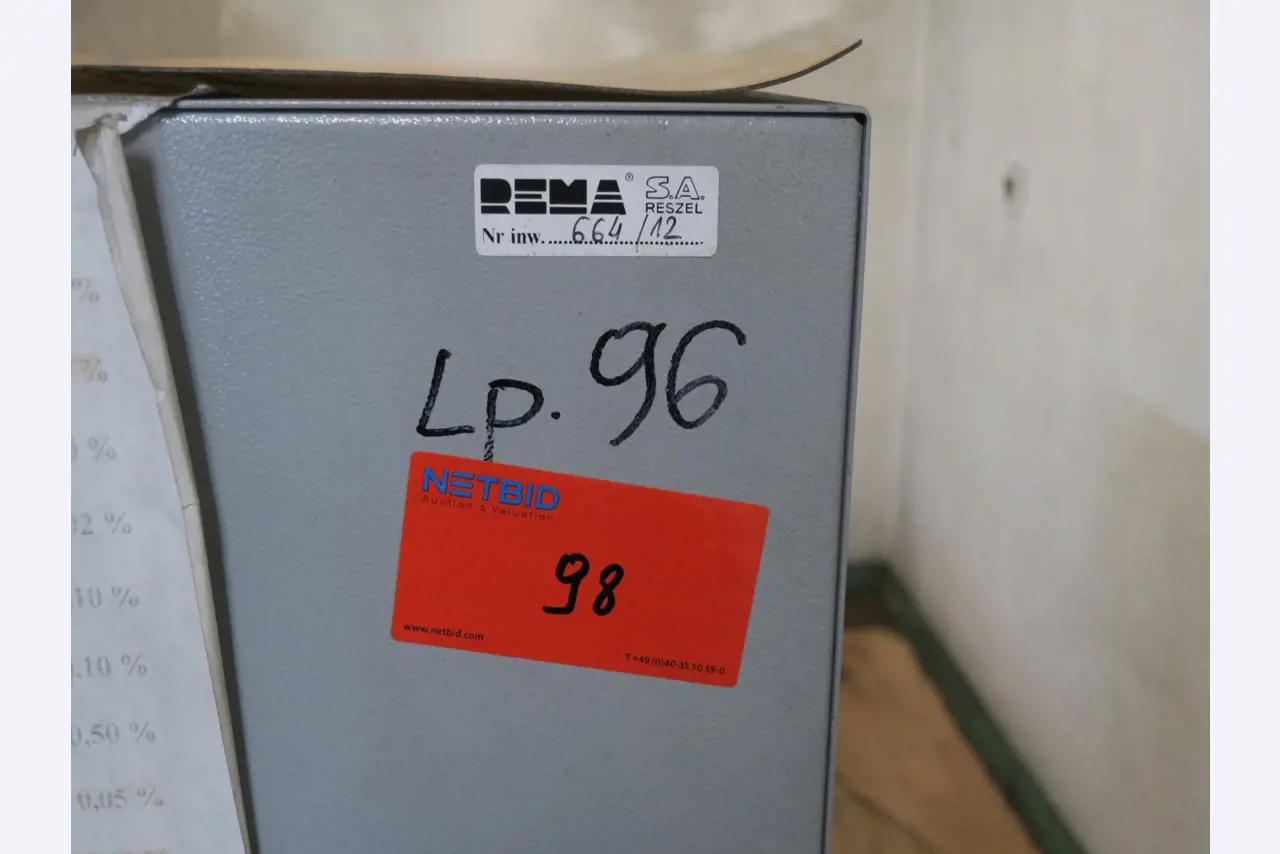 REMA® S.A.
RESZEL
Nr inw. 664/12
Lp. 96
NETBID
Auction & Valuation
98
www.netbid.com
T +49 (0)40-35 50 59-0
%
%
%
02 %
,10 %
0,10 %
0,50 %
0,05 %